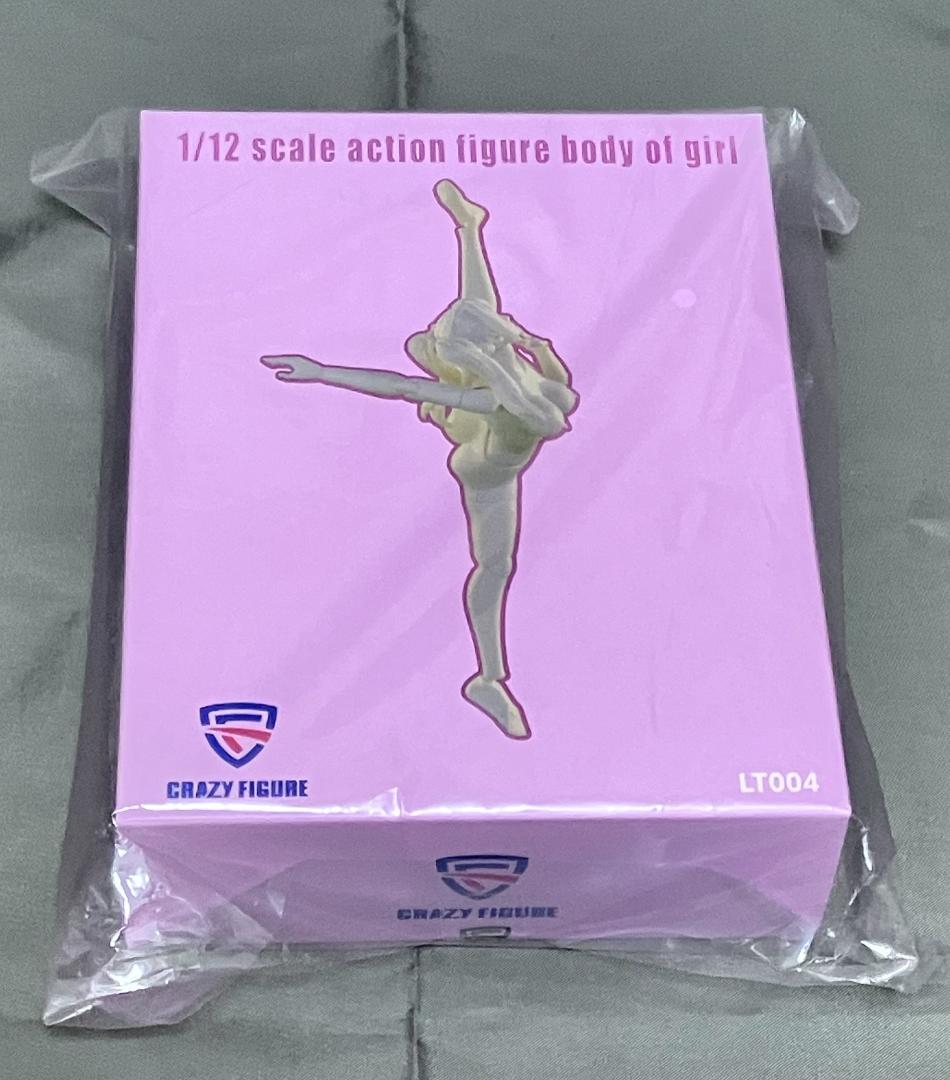 1/12 scale action figure body of girl
CRAZY FIGURE
LT004
CRAZY FIGURE